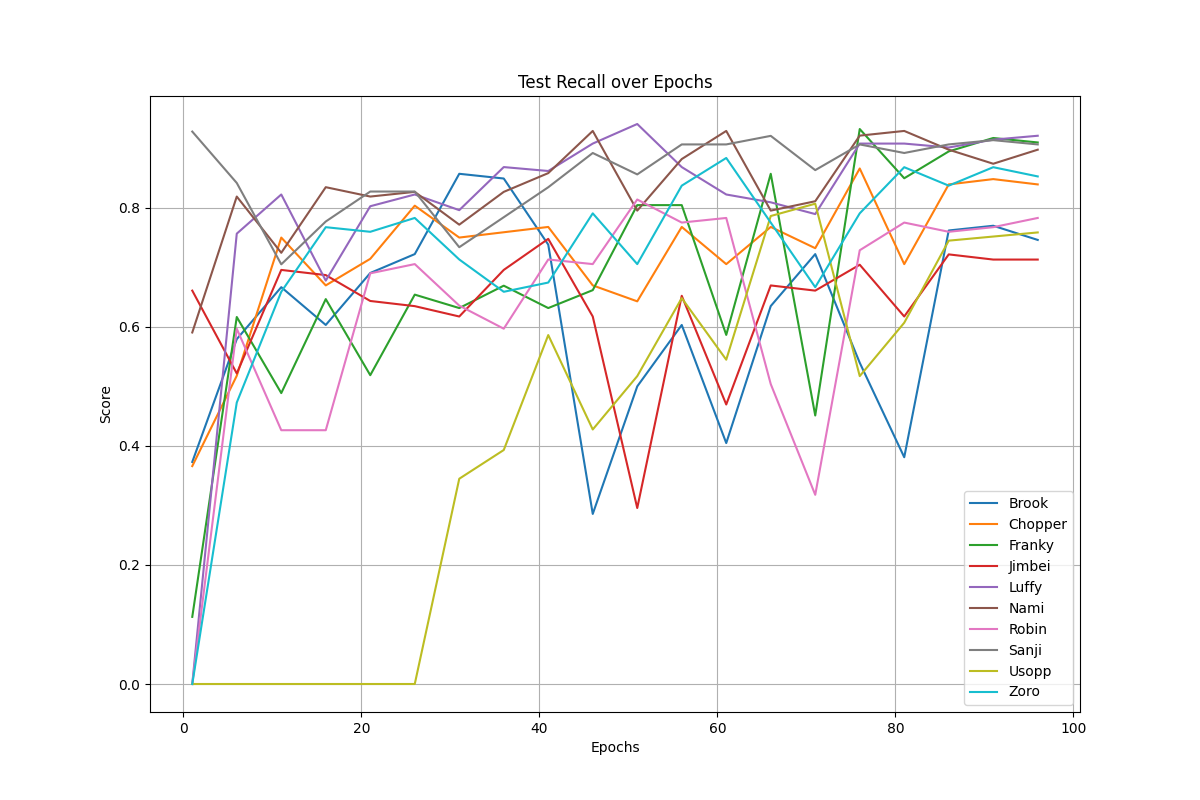 Test Recall over Epochs
Score
0.8
0.6
0.4
0.2
0.0
0
20
40
60
80
100
Epochs
Brook
Chopper
Franky
Jimbei
Luffy
Nami
Robin
Sanji
Usopp
Zoro